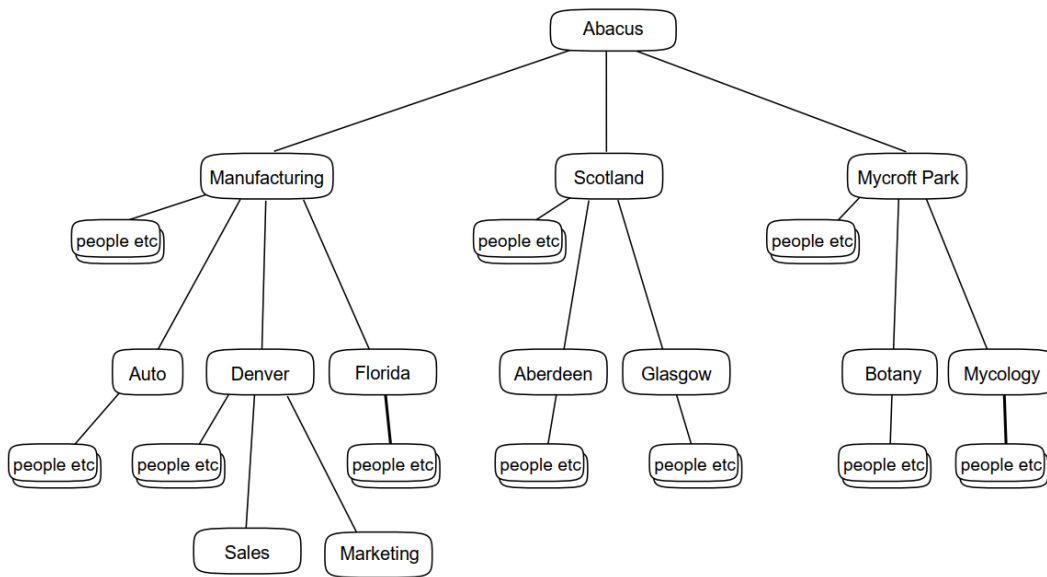 Abacus
Manufacturing
Scotland
Mycroft Park
people etc
people etc
people etc
Auto
Denver
Florida
Aberdeen
Glasgow
Botany
Mycology
people etc
people etc
people etc
people etc
people etc
people etc
people etc
Sales
Marketing